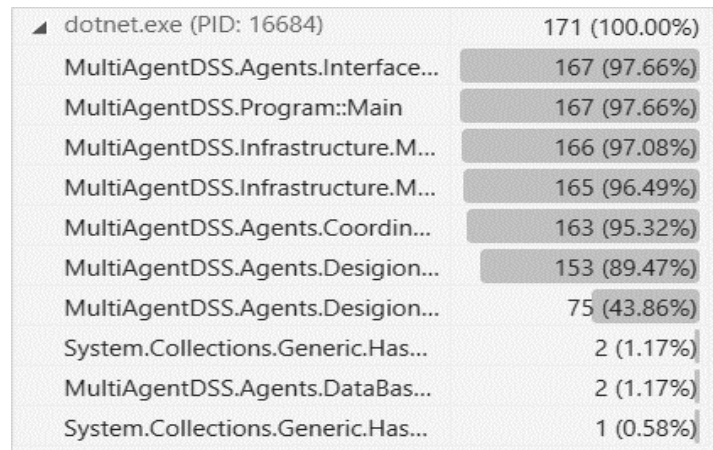 dotnet.exe (PID: 16684) 171 (100.00%)
MultiAgentDSS.Agents.Interface... 167 (97.66%)
MultiAgentDSS.Program::Main 167 (97.66%)
MultiAgentDSS.Infrastructure.M... 166 (97.08%)
MultiAgentDSS.Infrastructure.M... 165 (96.49%)
MultiAgentDSS.Agents.Coordin... 163 (95.32%)
MultiAgentDSS.Agents.Desigion... 153 (89.47%)
MultiAgentDSS.Agents.Desigion... 75 (43.86%)
System.Collections.Generic.Has... 2 (1.17%)
MultiAgentDSS.Agents.DataBas... 2 (1.17%)
System.Collections.Generic.Has... 1 (0.58%)